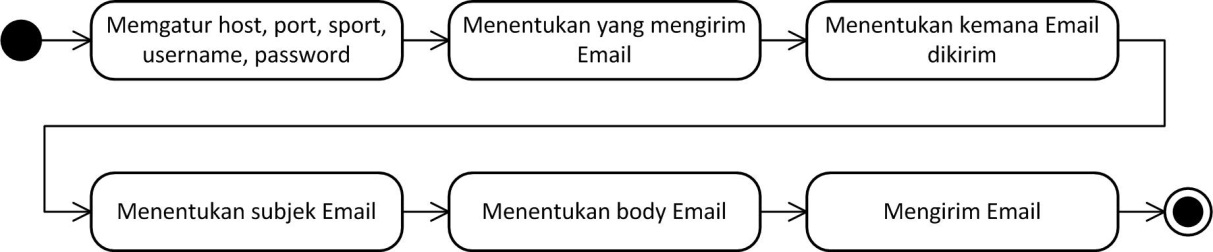 Memgatur host, port, sport,
username, password
Menentukan yang mengirim
Email
Menentukan kemana Email
dikirim
Menentukan subjek Email
Menentukan body Email
Mengirim Email